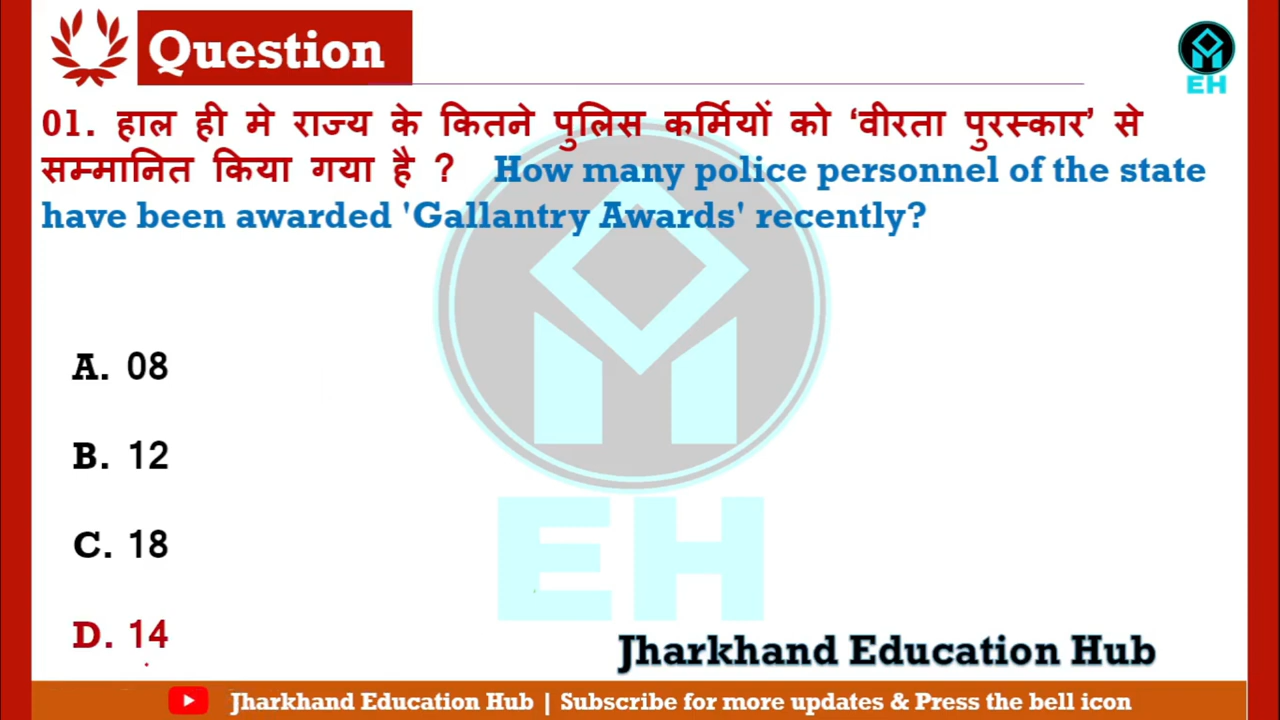 Question
EH
01. हाल ही मे राज्य के कितने पुलिस कर्मियों को ‘वीरता पुरस्कार’ से
सम्मानित किया गया है ? How many police personnel of the state
have been awarded 'Gallantry Awards' recently?
A. 08
B. 12
C. 18
D. 14
EH
Jharkhand Education Hub
Jharkhand Education Hub | Subscribe for more updates & Press the bell icon